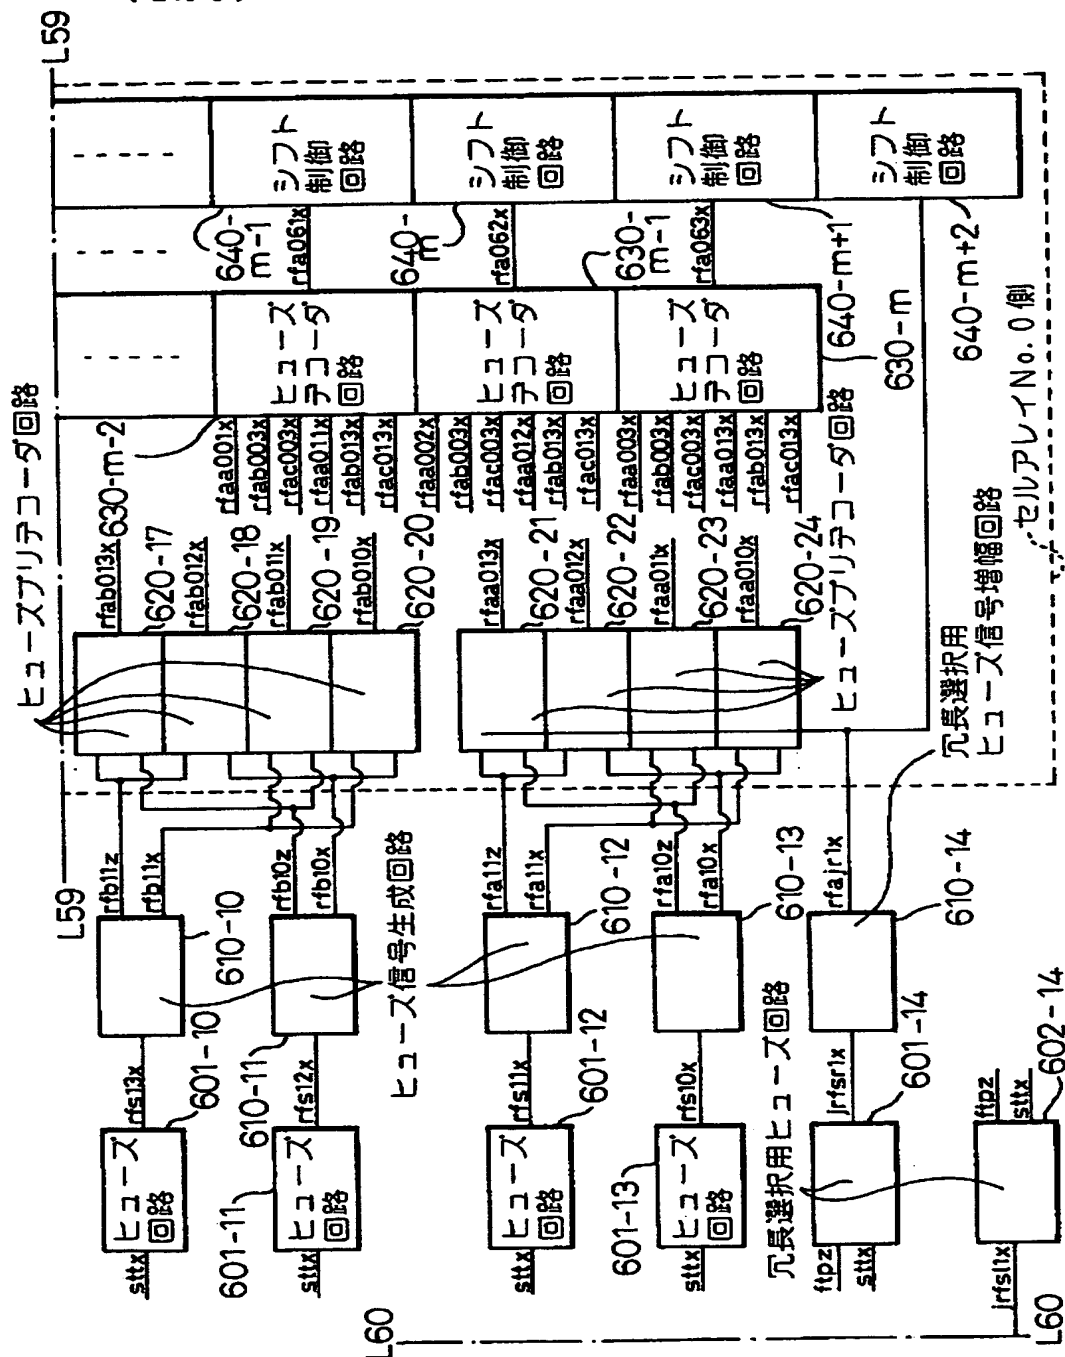 L59
シフト
制御
回路
シフト
制御
回路
シフト
制御
回路
シフト
制御
回路
640-
m-1
rfa061x
640-
m
rfa062x
630-
m-1
rfa063x
640-m+1
640-m+2
ヒューズプリデコーダ回路
630-m-2
ヒューズ
デコーダ
回路
ヒューズ
デコーダ
回路
ヒューズ
デコーダ
回路
630-m
rfaa001x
rfab003x
rfac003x
rfaa011x
rfab013x
rfac013x
rfaa002x
rfab003x
rfac003x
rfaa012x
rfab013x
rfac013x
rfaa003x
rfab003x
rfac003x
rfaa013x
rfab013x
rfac013x
rfab013x
620-17
rfab012x
620-18
rfab011x
620-19
rfab010x
620-20
rfaa013x
620-21
rfaa012x
620-22
rfaa011x
620-23
rfaa010x
620-24
ヒューズプリデコーダ回路
冗長選択用
ヒューズ信号増幅回路
セルアレイNo.0側
L59
rfb11z
rfb11x
610-10
rfb10z
rfb10x
610-11
ヒューズ信号生成回路
rfa11z
rfa11x
610-12
rfa10z
rfa10x
610-13
rfajr1x
610-14
rfs13x
601-10
rfs12x
601-11
rfs11x
601-12
rfs10x
601-13
jrfsr1x
601-14
冗長選択用ヒューズ回路
ヒューズ
回路
sttx
ヒューズ
回路
sttx
ヒューズ
回路
sttx
ヒューズ
回路
sttx
ftpz
sttx
ftpz
sttx
602-14
jrfsl1x
L60
L60